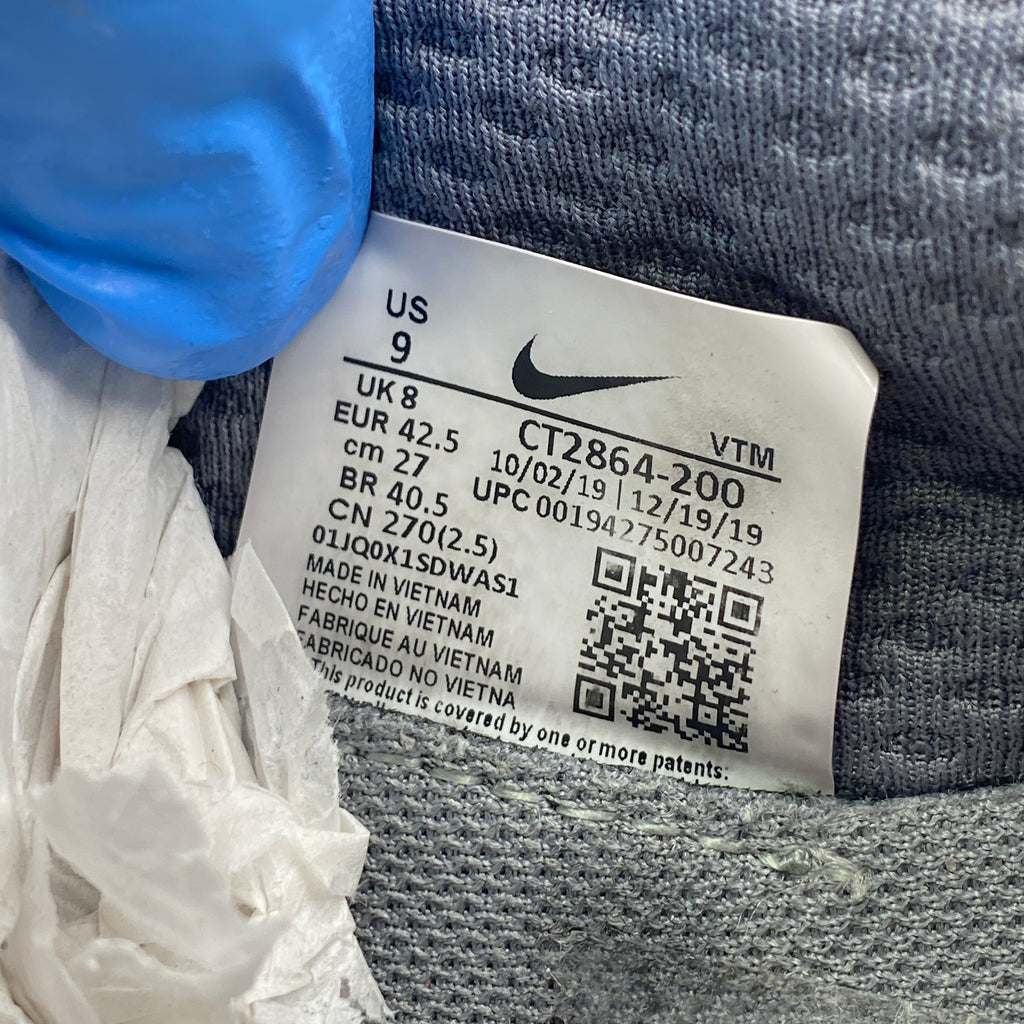 US
9
UK 8
EUR 42.5
cm 27
BR 40.5
CN 270(2.5)
01JQ0X1SDWAS1
MADE IN VIETNAM
HECHO EN VIETNAM
FABRIQUE AU VIETNAM
FABRICADO NO VIETNA
This product is covered by one or more patents:
VTM
CT2864-200
10/02/19 | 12/19/19
UPC 00194275007243